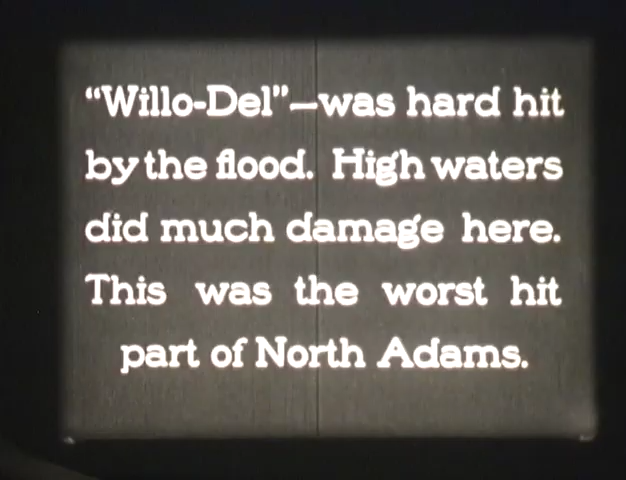 “Willo-Del”—was hard hit
by the flood. High waters
did much damage here.
This was the worst hit
part of North Adams.